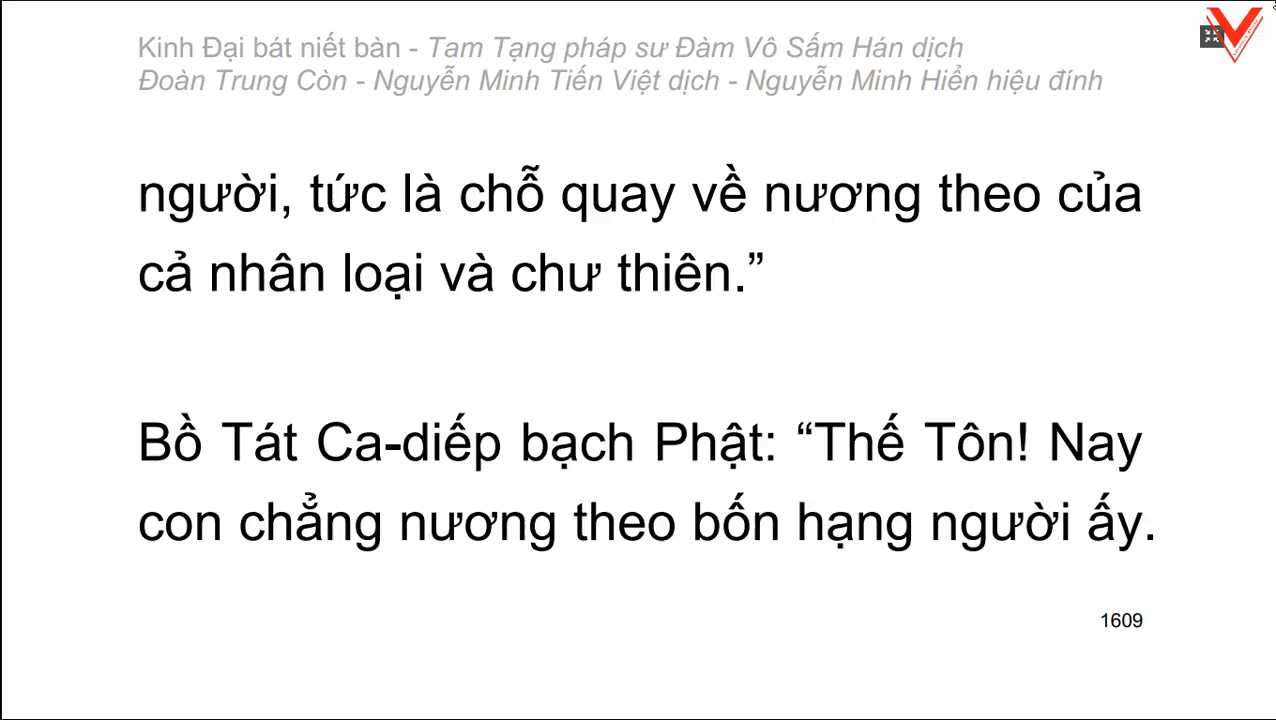 Kinh Đại bát niết bàn - Tam Tạng pháp sư Đàm Vô Sấm Hán dịch
Đoàn Trung Còn - Nguyễn Minh Tiến Việt dịch - Nguyễn Minh Hiển hiệu đính
người, tức là chỗ quay về nương theo của
cả nhân loại và chư thiên.”
Bồ Tát Ca-diếp bạch Phật: “Thế Tôn! Nay
con chẳng nương theo bốn hạng người ấy.
1609